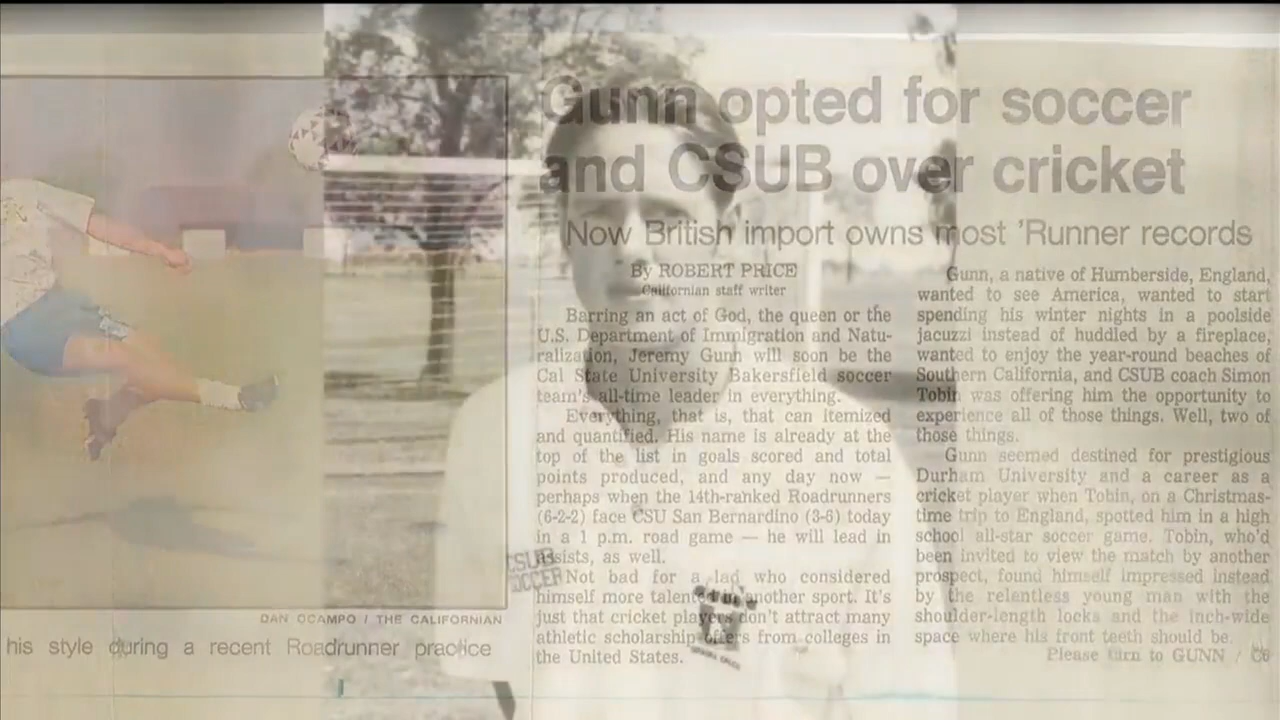 Gunn opted for soccer
and CSUB over cricket
Now British import owns most 'Runner records
By ROBERT PRICE
Californian staff writer
Barring an act of God, the queen or the
U.S. Department of Immigration and Natu-
ralization, Jeremy Gunn will soon be the
Cal State University Bakersfield soccer
team's all-time leader in everything.
Everything, that is, that can itemized
and quantified. His name is already at the
top of the list in goals scored and total
points produced, and any day now —
perhaps when the 14th-ranked Roadrunners
(6-2-2) face CSU San Bernardino (3-6) today
in a 1 p.m. road game — he will lead in
assists, as well.
Not bad for a lad who considered
himself more talented in another sport. It's
just that cricket players don't attract many
athletic scholarship offers from colleges in
the United States.
Gunn, a native of Humberside, England,
wanted to see America, wanted to start
spending his winter nights in a poolside
jacuzzi instead of huddled by a fireplace,
wanted to enjoy the year-round beaches of
Southern California, and CSUB coach Simon
Tobin was offering him the opportunity to
experience all of those things. Well, two of
those things.
Gunn seemed destined for prestigious
Durham University and a career as a
cricket player when Tobin, on a Christmas-
time trip to England, spotted him in a high
school all-star soccer game. Tobin, who'd
been invited to view the match by another
prospect, found himself impressed instead
by the relentless young man with the
shoulder-length locks and the inch-wide
space where his front teeth should be.
Please turn to GUNN / C6
DAN OCAMPO / THE CALIFORNIAN
his style during a recent Roadrunner practice
CSUB
SOCCER